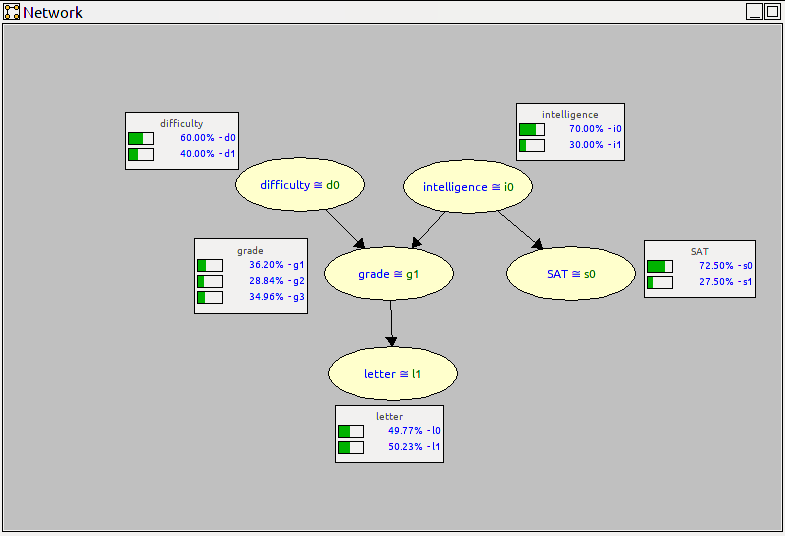 Network
intelligence
70.00% - i0
30.00% - i1
difficulty
60.00% - d0
40.00% - d1
difficulty ≅ d0
intelligence ≅ i0
grade
36.20% - g1
28.84% - g2
34.96% - g3
grade ≅ g1
SAT ≅ s0
SAT
72.50% - s0
27.50% - s1
letter ≅ l1
letter
49.77% - l0
50.23% - l1